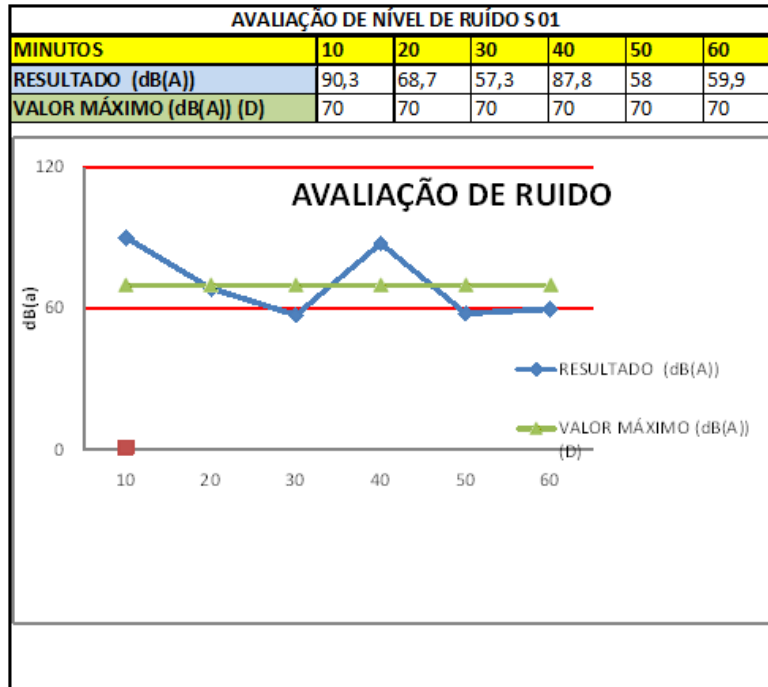 AVALIAÇÃO DE NÍVEL DE RUÍDO S 01
MINUTOS 10 20 30 40 50 60
RESULTADO (dB(A)) 90,3 68,7 57,3 87,8 58 59,9
VALOR MÁXIMO (dB(A)) (D) 70 70 70 70 70 70
AVALIAÇÃO DE RUIDO
120
60
0
dB(a)
10 20 30 40 50 60
RESULTADO (dB(A))
VALOR MÁXIMO (dB(A))
(D)